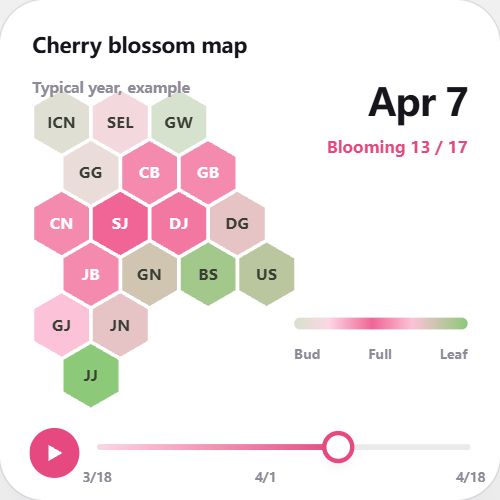 Cherry blossom map
Typical year, example
Apr 7
Blooming 13 / 17
ICN SEL GW
GG CB GB
CN SJ DJ DG
JB GN BS US
GJ JN
JJ
Bud Full Leaf
3/18 4/1 4/18